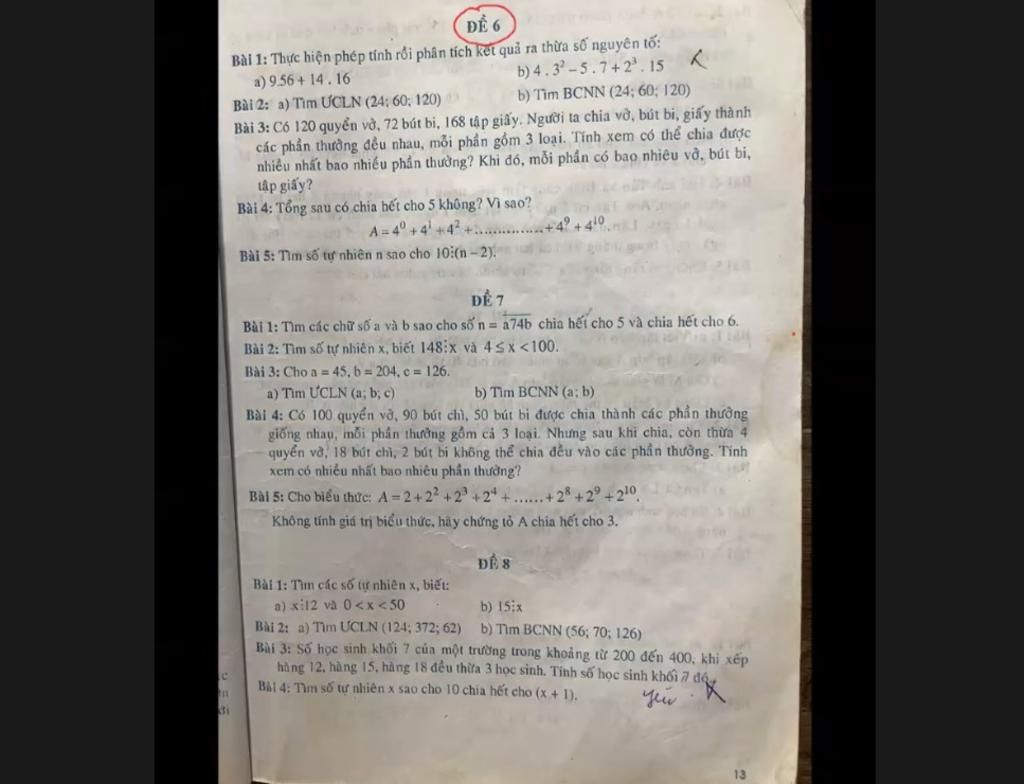 ĐỀ 6
Bài 1: Thực hiện phép tính rồi phân tích kết quả ra thừa số nguyên tố:
a) 9.56 + 14 . 16 b) 4 . 3² – 5 . 7 + 2³ . 15
Bài 2: a) Tìm ƯCLN (24; 60; 120) b) Tìm BCNN (24; 60; 120)
Bài 3: Có 120 quyển vở, 72 bút bi, 168 tập giấy. Người ta chia vở, bút bi, giấy thành
các phần thưởng đều nhau, mỗi phần gồm 3 loại. Tính xem có thể chia được
nhiều nhất bao nhiều phần thưởng? Khi đó, mỗi phần có bao nhiêu vở, bút bi,
tập giấy?
Bài 4: Tổng sau có chia hết cho 5 không? Vì sao?
A = 4⁰ + 4¹ + 4² + .............. + 4⁹ + 4¹⁰.
Bài 5: Tìm số tự nhiên n sao cho 10⋮(n – 2).
ĐỀ 7
Bài 1: Tìm các chữ số a và b sao cho số n = a74b chia hết cho 5 và chia hết cho 6.
Bài 2: Tìm số tự nhiên x, biết 148⋮x và 4 ≤ x < 100.
Bài 3: Cho a = 45, b = 204, c = 126.
a) Tìm ƯCLN (a; b; c) b) Tìm BCNN (a; b)
Bài 4: Có 100 quyển vở, 90 bút chì, 50 bút bi được chia thành các phần thưởng
giống nhau, mỗi phần thưởng gồm cả 3 loại. Nhưng sau khi chia, còn thừa 4
quyển vở, 18 bút chì, 2 bút bi không thể chia đều vào các phần thưởng. Tính
xem có nhiều nhất bao nhiêu phần thưởng?
Bài 5: Cho biểu thức: A = 2 + 2² + 2³ + 2⁴ + ...... + 2⁸ + 2⁹ + 2¹⁰.
Không tính giá trị biểu thức, hãy chứng tỏ A chia hết cho 3.
ĐỀ 8
Bài 1: Tìm các số tự nhiên x, biết:
a) x⋮12 và 0 < x < 50 b) 15⋮x
Bài 2: a) Tìm ƯCLN (124; 372; 62) b) Tìm BCNN (56; 70; 126)
Bài 3: Số học sinh khối 7 của một trường trong khoảng từ 200 đến 400, khi xếp
hàng 12, hàng 15, hàng 18 đều thừa 3 học sinh. Tính số học sinh khối 7 đó.
Bài 4: Tìm số tự nhiên x sao cho 10 chia hết cho (x + 1).
13